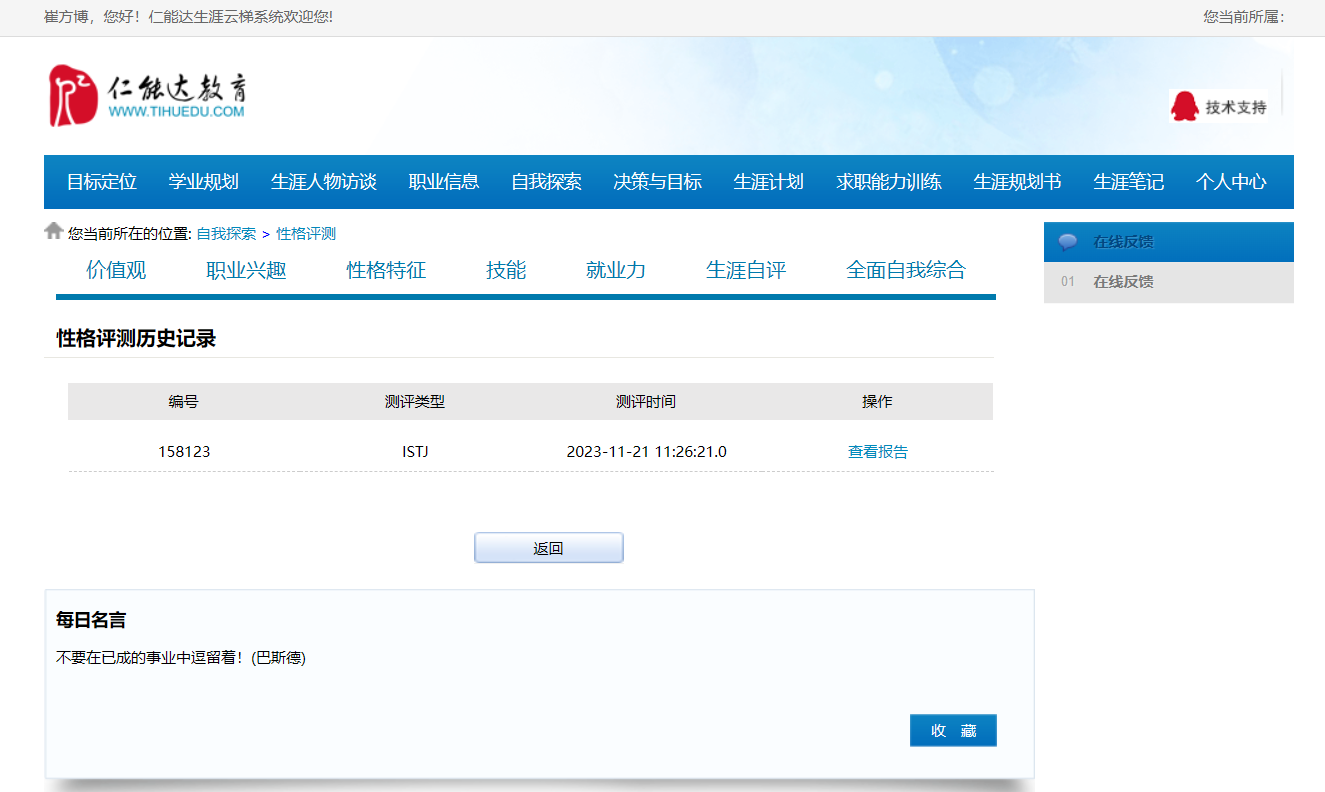 崔方博，您好！仁能达生涯云梯系统欢迎您!
您当前所属：
仁能达教育
WWW.TIHUEDU.COM
技术支持
目标定位 学业规划 生涯人物访谈 职业信息 自我探索 决策与目标 生涯计划 求职能力训练 生涯规划书 生涯笔记 个人中心
您当前所在的位置: 自我探索 > 性格评测
价值观 职业兴趣 性格特征 技能 就业力 生涯自评 全面自我综合
在线反馈
01 在线反馈
性格评测历史记录
编号 测评类型 测评时间 操作
158123 ISTJ 2023-11-21 11:26:21.0 查看报告
返回
每日名言
不要在已成的事业中逗留着！(巴斯德)
收 藏